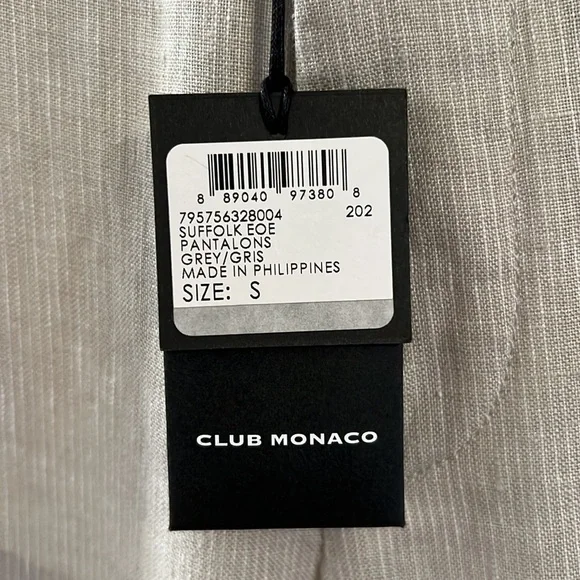 8 89040 97380 8
795756328004 202
SUFFOLK EOE
PANTALONS
GREY/GRIS
MADE IN PHILIPPINES
SIZE: S
CLUB MONACO